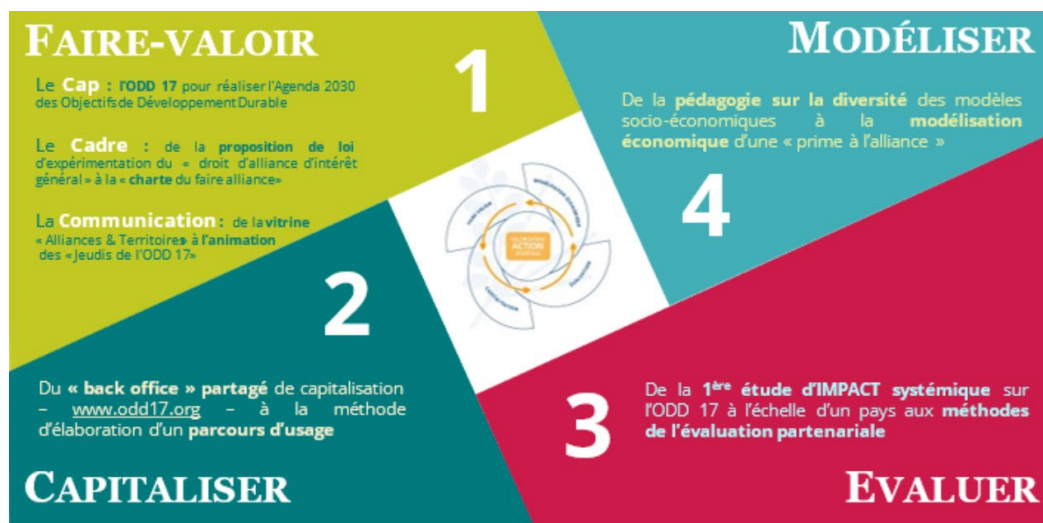 FAIRE-VALOIR
1
Le Cap : l'ODD 17 pour réaliser l'Agenda 2030
des Objectifs de Développement Durable
Le Cadre : de la proposition de loi
d'expérimentation du « droit d'alliance d'intérêt
général » à la « charte du faire alliance»
La Communication : de la vitrine
« Alliances & Territoires» à l'animation
des «Jeudis de l'ODD 17»
2
Du « back office » partagé de capitalisation
– www.odd17.org – à la méthode
d'élaboration d'un parcours d'usage
CAPITALISER
3
De la 1ère étude d'IMPACT systémique sur
l'ODD 17 à l'échelle d'un pays aux méthodes
de l'évaluation partenariale
EVALUER
MODÉLISER
De la pédagogie sur la diversité des modèles
socio-économiques à la modélisation
économique d'une « prime à l'alliance »
4
ACTION